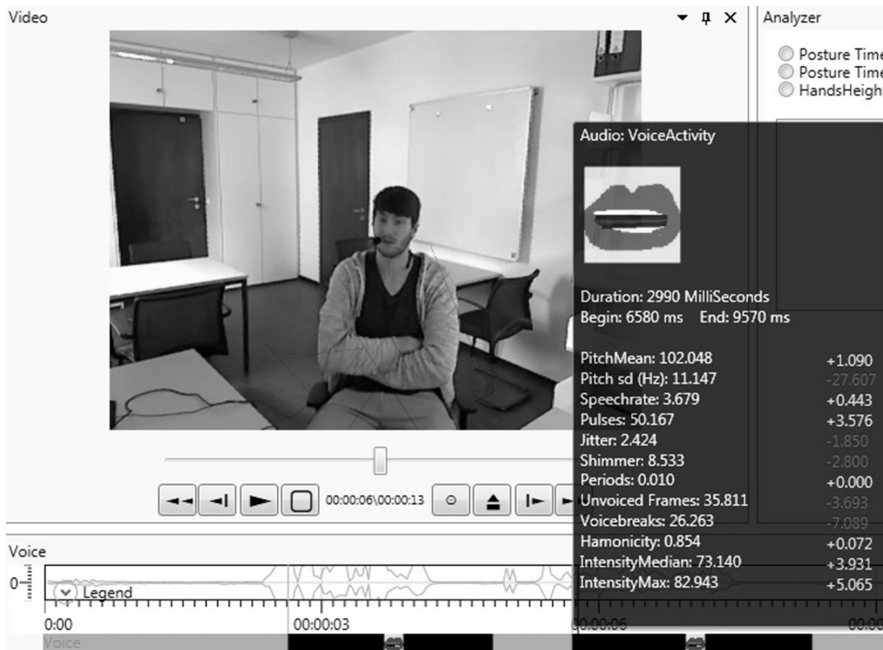 Video
Analyzer
Posture Time
Posture Time
HandsHeigh
Audio: VoiceActivity
Duration: 2990 MilliSeconds
Begin: 6580 ms End: 9570 ms
PitchMean: 102.048 +1.090
Pitch sd (Hz): 11.147 -27.607
Speechrate: 3.679 +0.443
Pulses: 50.167 +3.576
Jitter: 2.424 -1.850
Shimmer: 8.533 -2.800
Periods: 0.010 +0.000
Unvoiced Frames: 35.811 -3.693
Voicebreaks: 26.263 -7.089
Hamonicity: 0.854 +0.072
IntensityMedian: 73.140 +3.931
IntensityMax: 82.943 +5.065
00:00:06\00:00:13
Voice
0
Legend
0:00 00:00:03 00:00:06 00:00
Voice